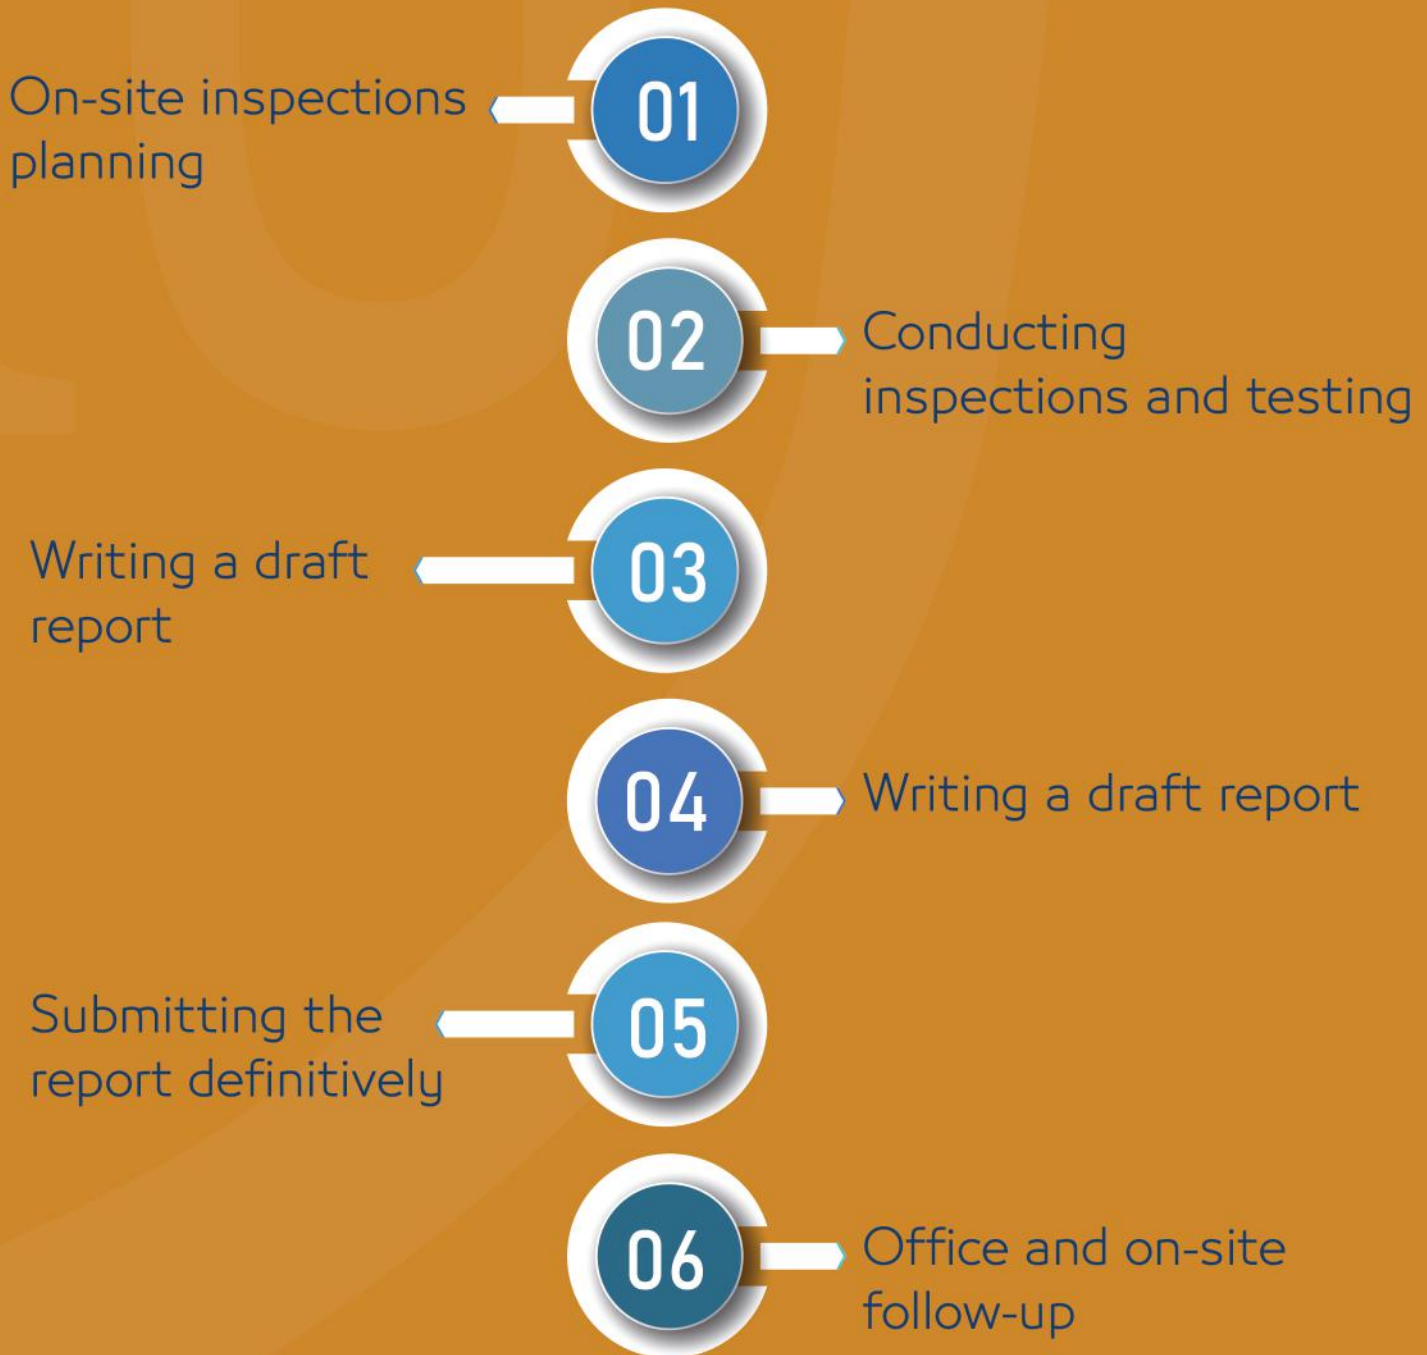 On-site inspections
planning
01
02
Conducting
inspections and testing
Writing a draft
report
03
04
Writing a draft report
Submitting the
report definitively
05
06
Office and on-site
follow-up